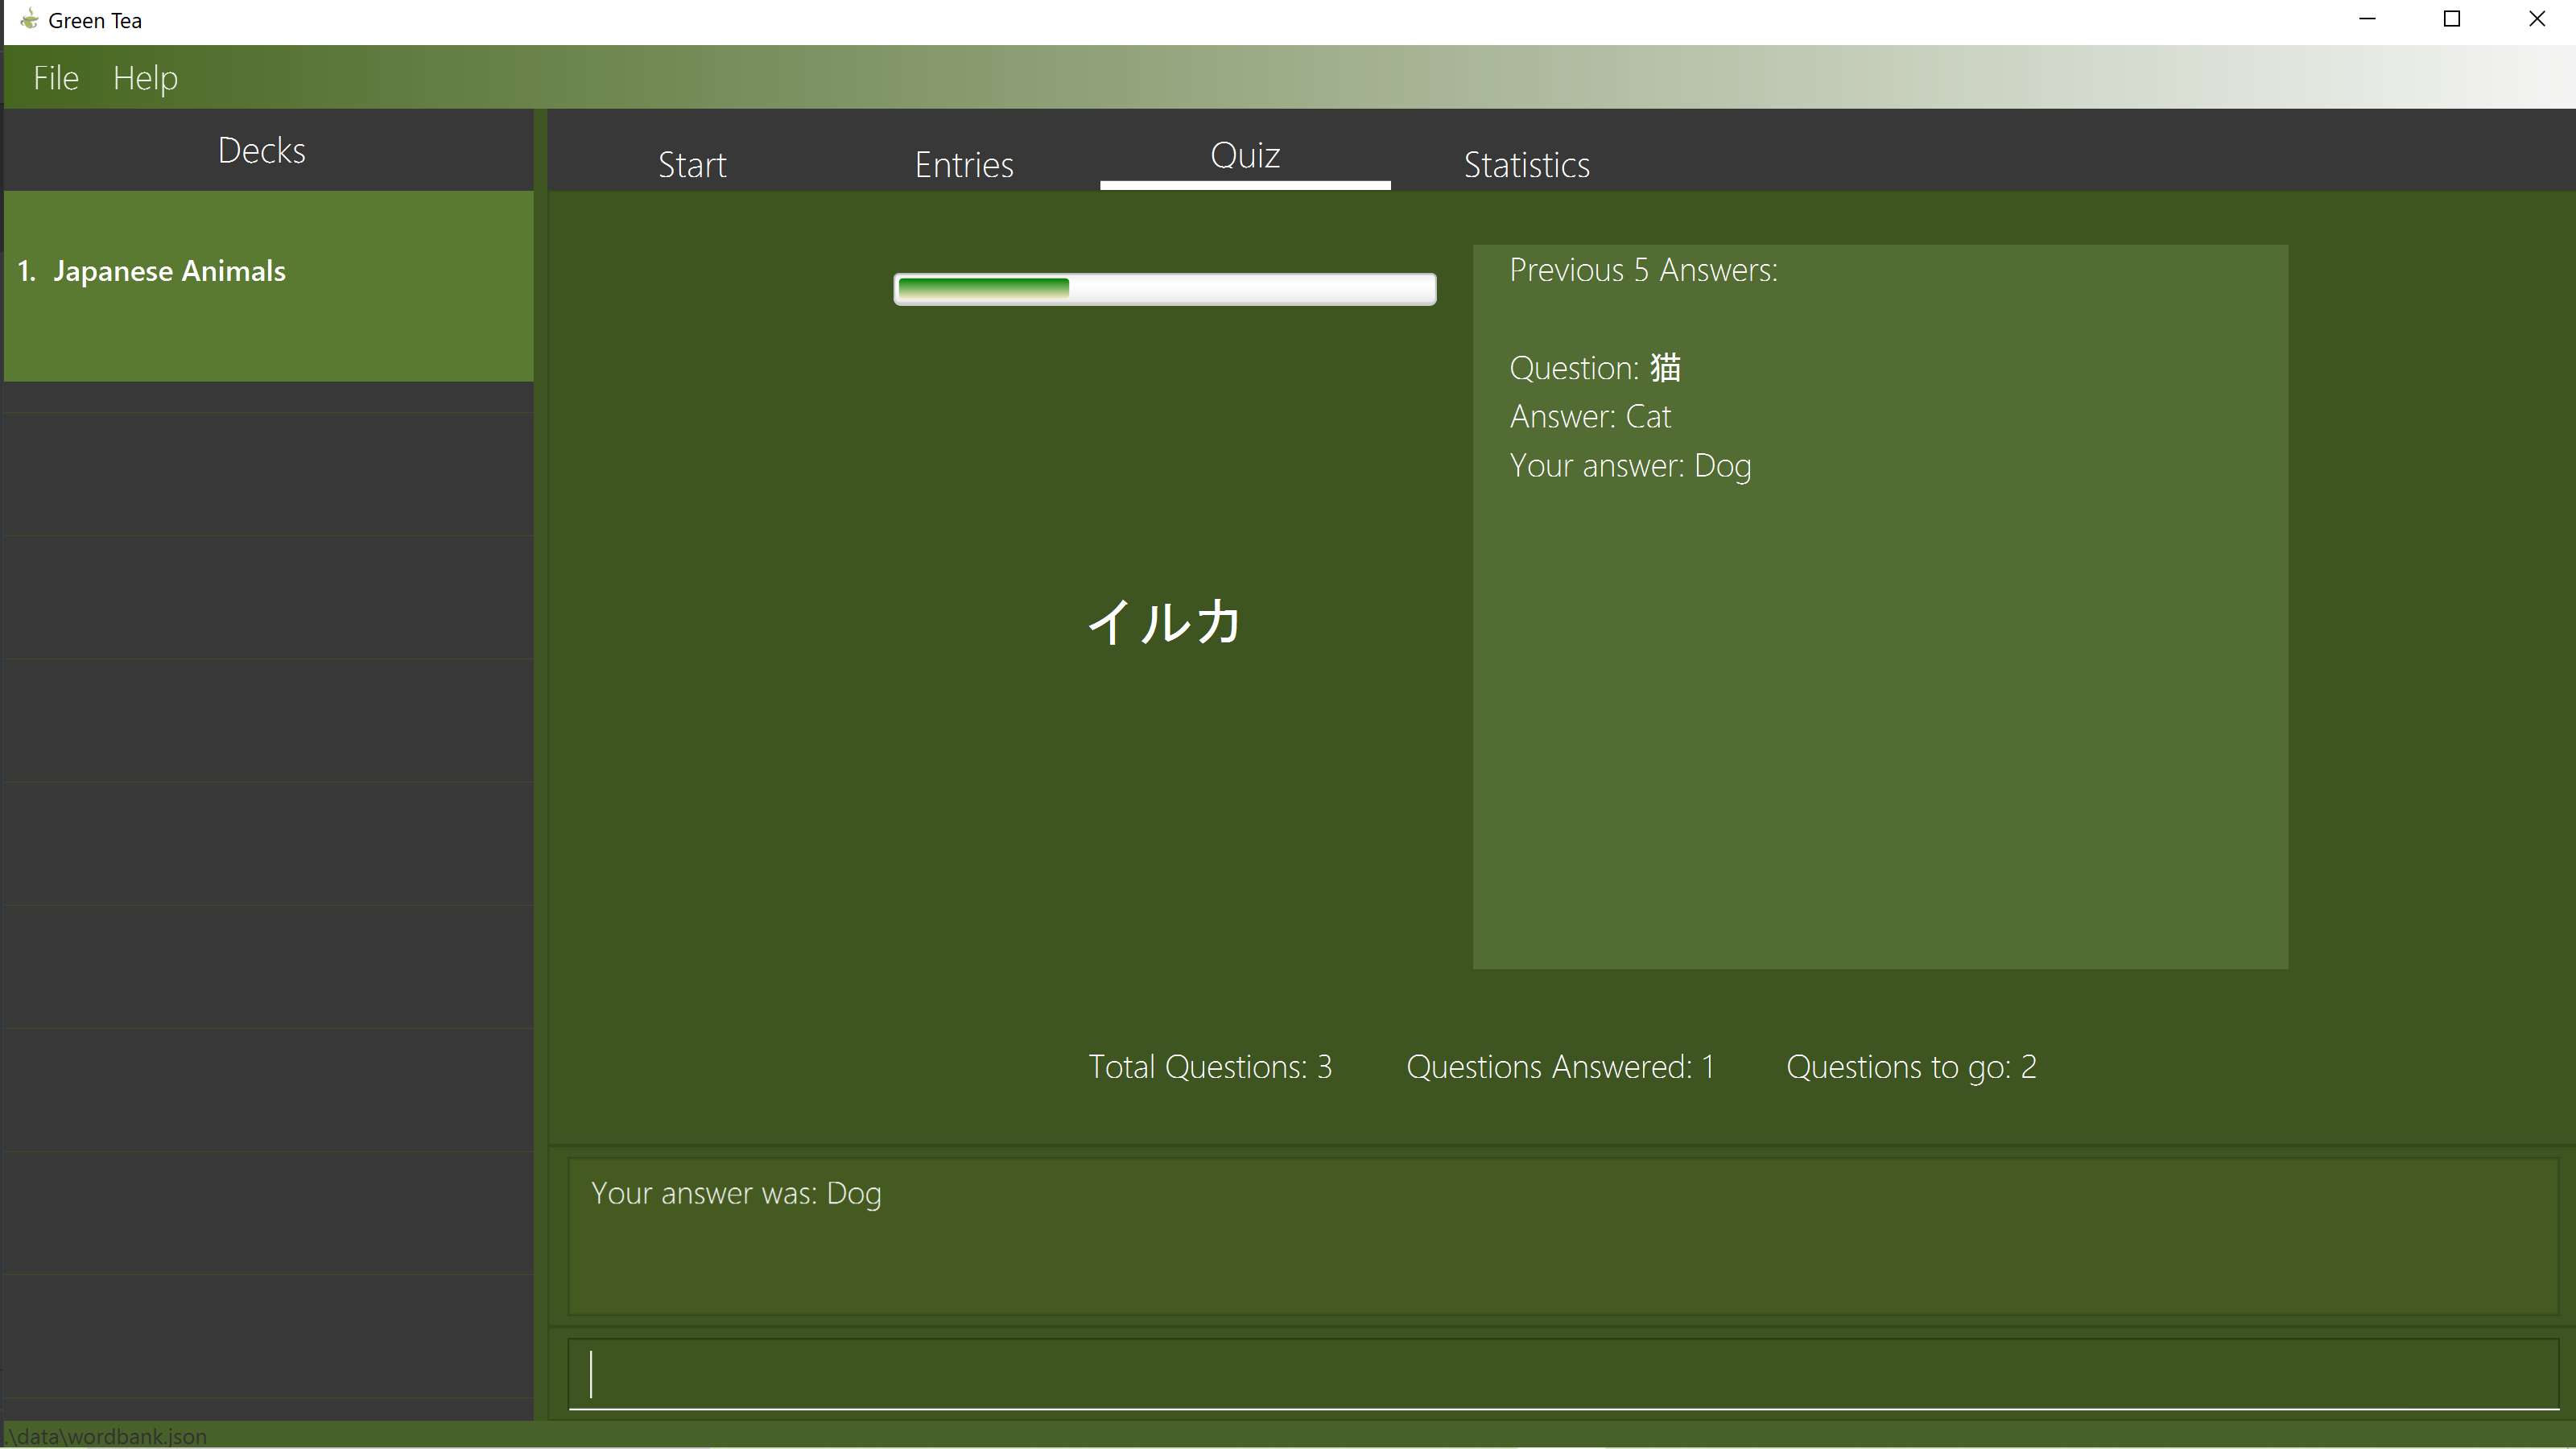 Green Tea
File Help
Decks
Start Entries Quiz Statistics
1. Japanese Animals
Previous 5 Answers:
Question: 猫
Answer: Cat
Your answer: Dog
イルカ
Total Questions: 3 Questions Answered: 1 Questions to go: 2
Your answer was: Dog
.\data\wordbank.json